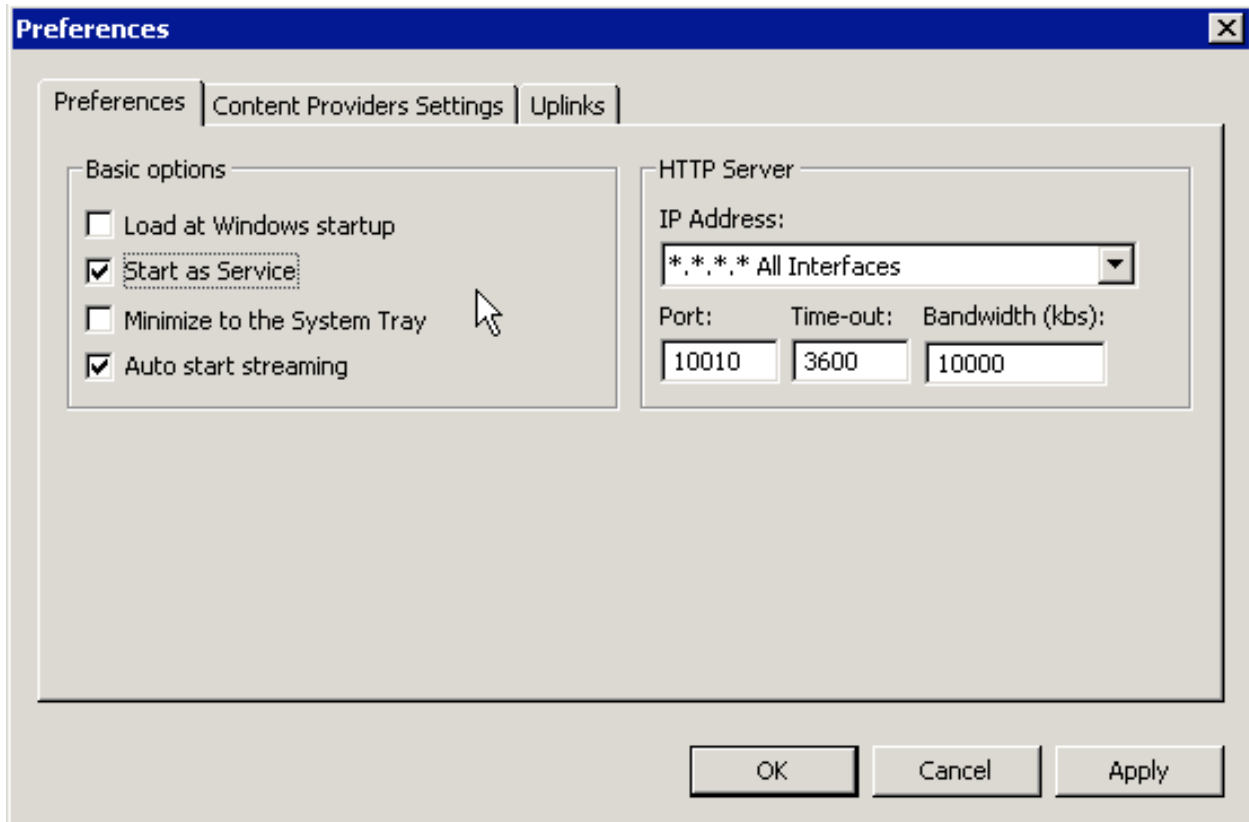 Preferences
Preferences Content Providers Settings Uplinks
Basic options
Load at Windows startup
Start as Service
Minimize to the System Tray
Auto start streaming
HTTP Server
IP Address:
*.*.*.* All Interfaces
Port: Time-out: Bandwidth (kbs):
10010 3600 10000
OK Cancel Apply